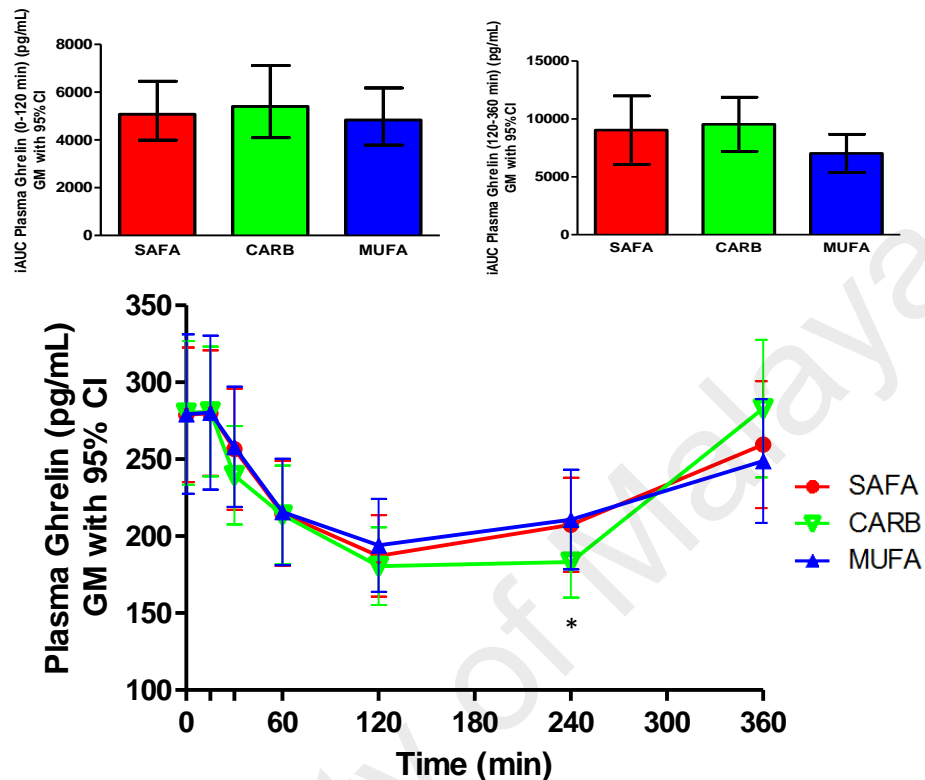 iAUC Plasma Ghrelin (0-120 min) (pg/mL)
GM with 95% CI
8000
6000
4000
2000
0
SAFA CARB MUFA
iAUC Plasma Ghrelin (120-360 min) (pg/mL)
GM with 95% CI
15000
10000
5000
0
SAFA CARB MUFA
Plasma Ghrelin (pg/mL)
GM with 95% CI
350
300
250
200
150
100
*
0 60 120 180 240 300 360
Time (min)
SAFA
CARB
MUFA
ty of Malaya